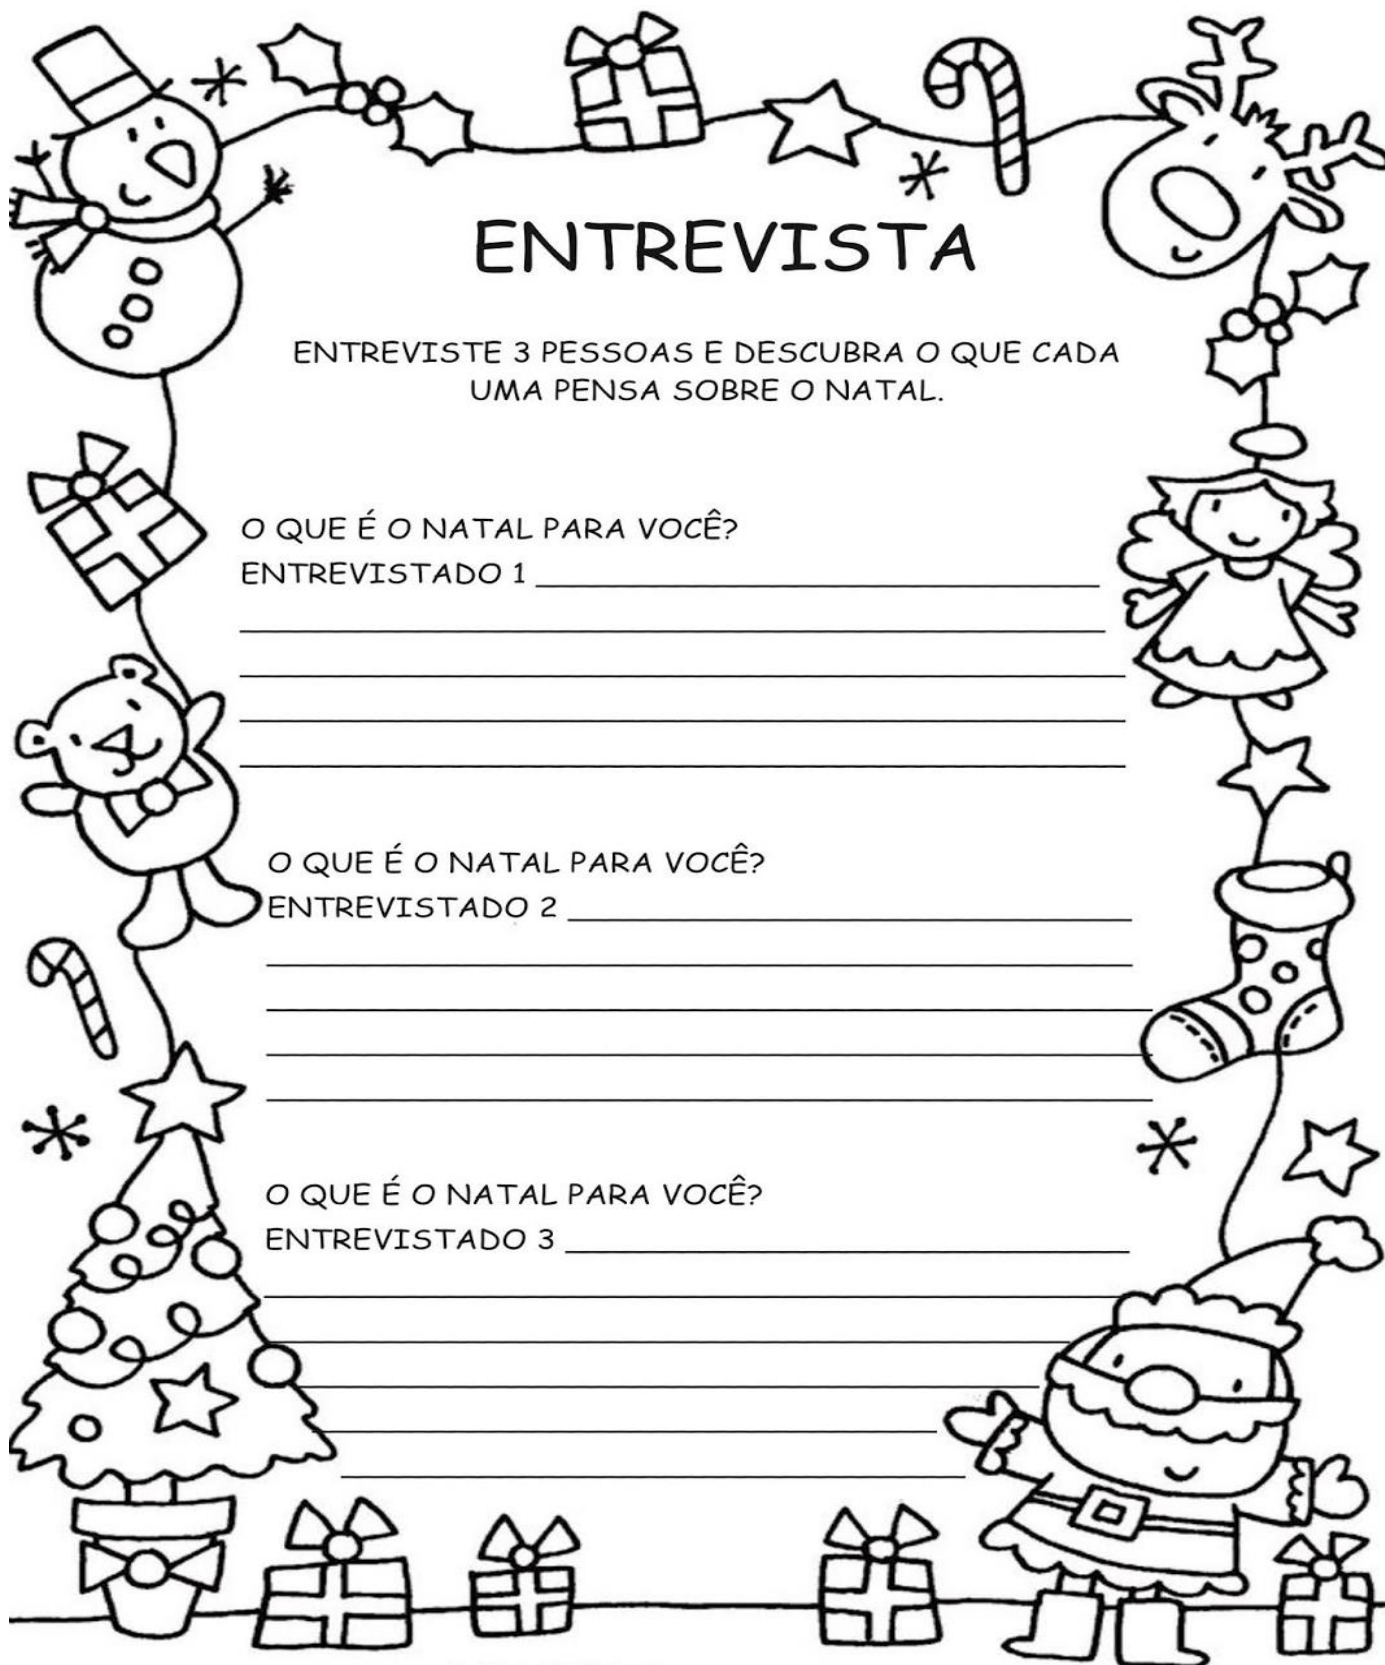 ENTREVISTA
ENTREVISTE 3 PESSOAS E DESCUBRA O QUE CADA
UMA PENSA SOBRE O NATAL.
O QUE É O NATAL PARA VOCÊ?
ENTREVISTADO 1
O QUE É O NATAL PARA VOCÊ?
ENTREVISTADO 2
O QUE É O NATAL PARA VOCÊ?
ENTREVISTADO 3